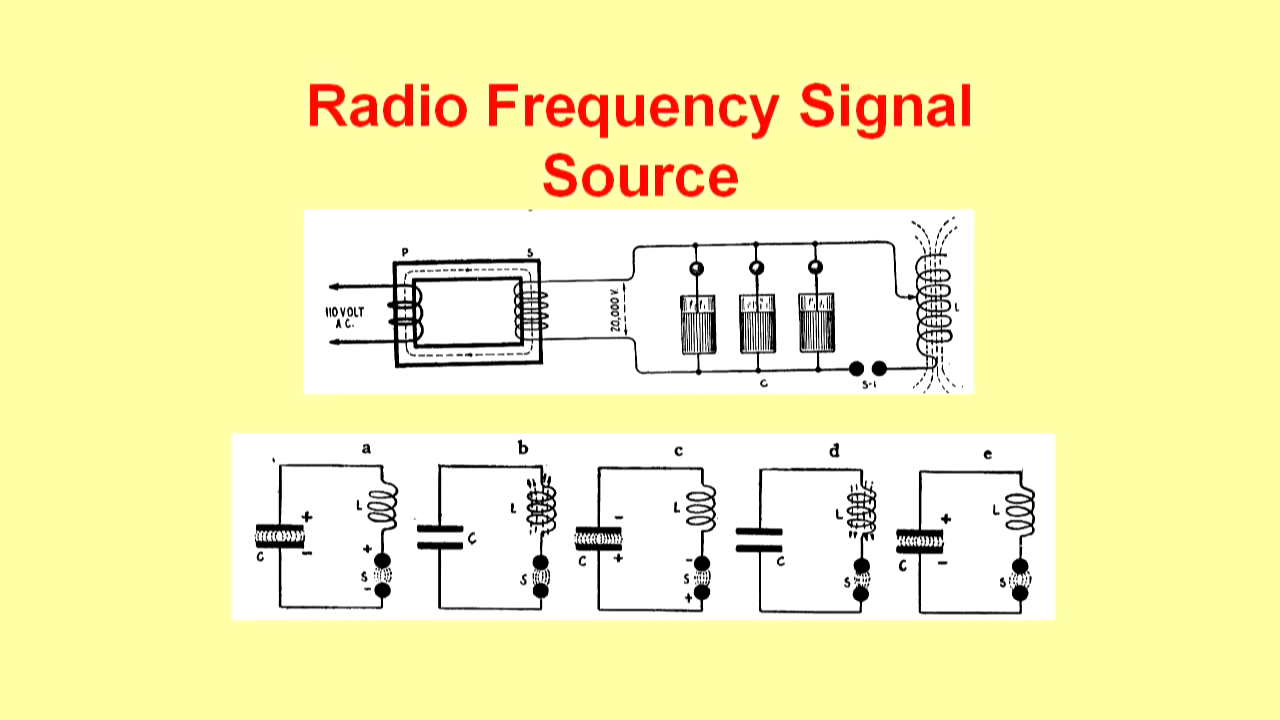 Radio Frequency Signal
Source
P S
110 VOLT
A C.
20,000 V.
L
C
S-1
a b c d e
L + - C + S -
L C S
L - + C - S +
L C S
L + - C S